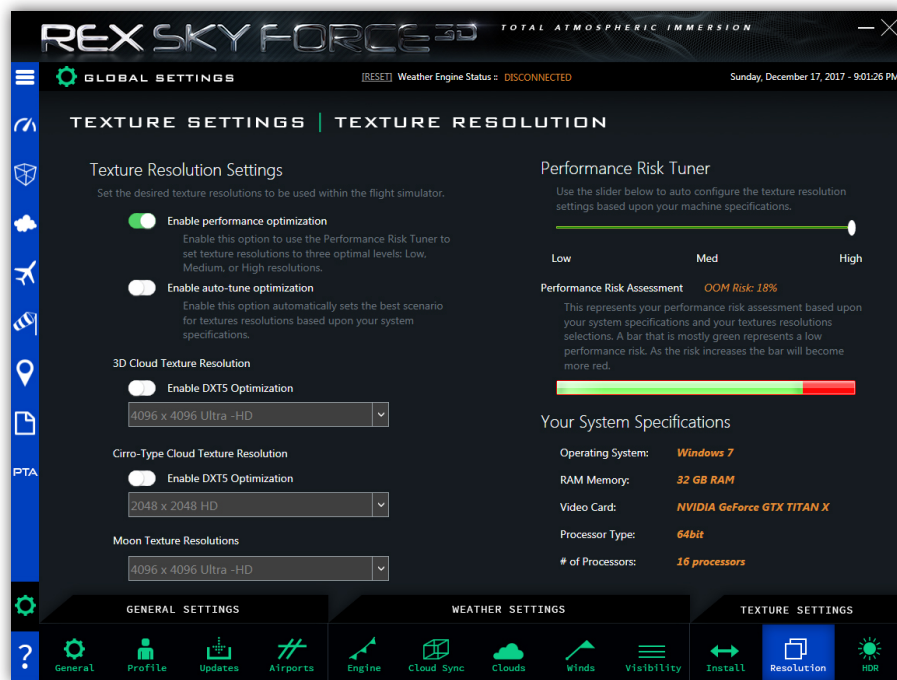 REX SKY FORCE 3D TOTAL ATMOSPHERIC IMMERSION
GLOBAL SETTINGS [RESET] Weather Engine Status :: DISCONNECTED Sunday, December 17, 2017 - 9:01:26 PM
TEXTURE SETTINGS | TEXTURE RESOLUTION
Texture Resolution Settings
Set the desired texture resolutions to be used within the flight simulator.
Enable performance optimization
Enable this option to use the Performance Risk Tuner to
set texture resolutions to three optimal levels: Low,
Medium, or High resolutions.
Enable auto-tune optimization
Enable this option automatically sets the best scenario
for textures resolutions based upon your system
specifications.
3D Cloud Texture Resolution
Enable DXT5 Optimization
4096 x 4096 Ultra -HD
Cirro-Type Cloud Texture Resolution
Enable DXT5 Optimization
2048 x 2048 HD
Moon Texture Resolutions
4096 x 4096 Ultra -HD
Performance Risk Tuner
Use the slider below to auto configure the texture resolution
settings based upon your machine specifications.
Low Med High
Performance Risk Assessment OOM Risk: 18%
This represents your performance risk assessment based upon
your system specifications and your textures resolutions
selections. A bar that is mostly green represents a low
performance risk. As the risk increases the bar will become
more red.
Your System Specifications
Operating System: Windows 7
RAM Memory: 32 GB RAM
Video Card: NVIDIA GeForce GTX TITAN X
Processor Type: 64bit
# of Processors: 16 processors
PTA
GENERAL SETTINGS WEATHER SETTINGS TEXTURE SETTINGS
? General Profile Updates Airports Engine Cloud Sync Clouds Winds Visibility Install Resolution HDR